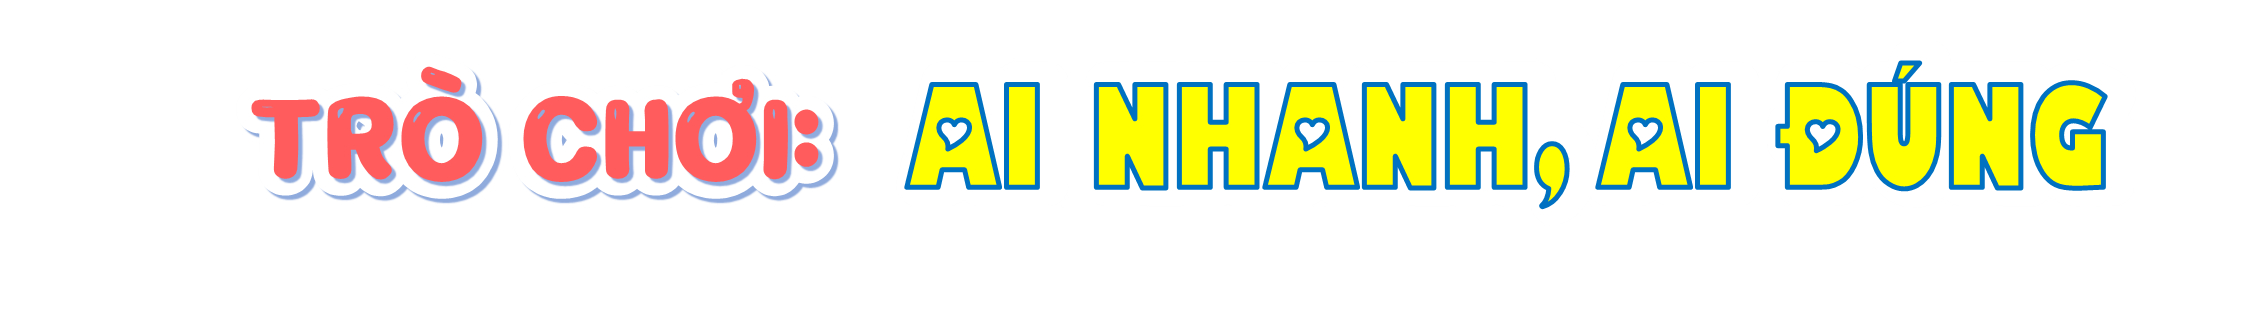 TRÒ CHƠI: AI NHANH, AI ĐÚNG